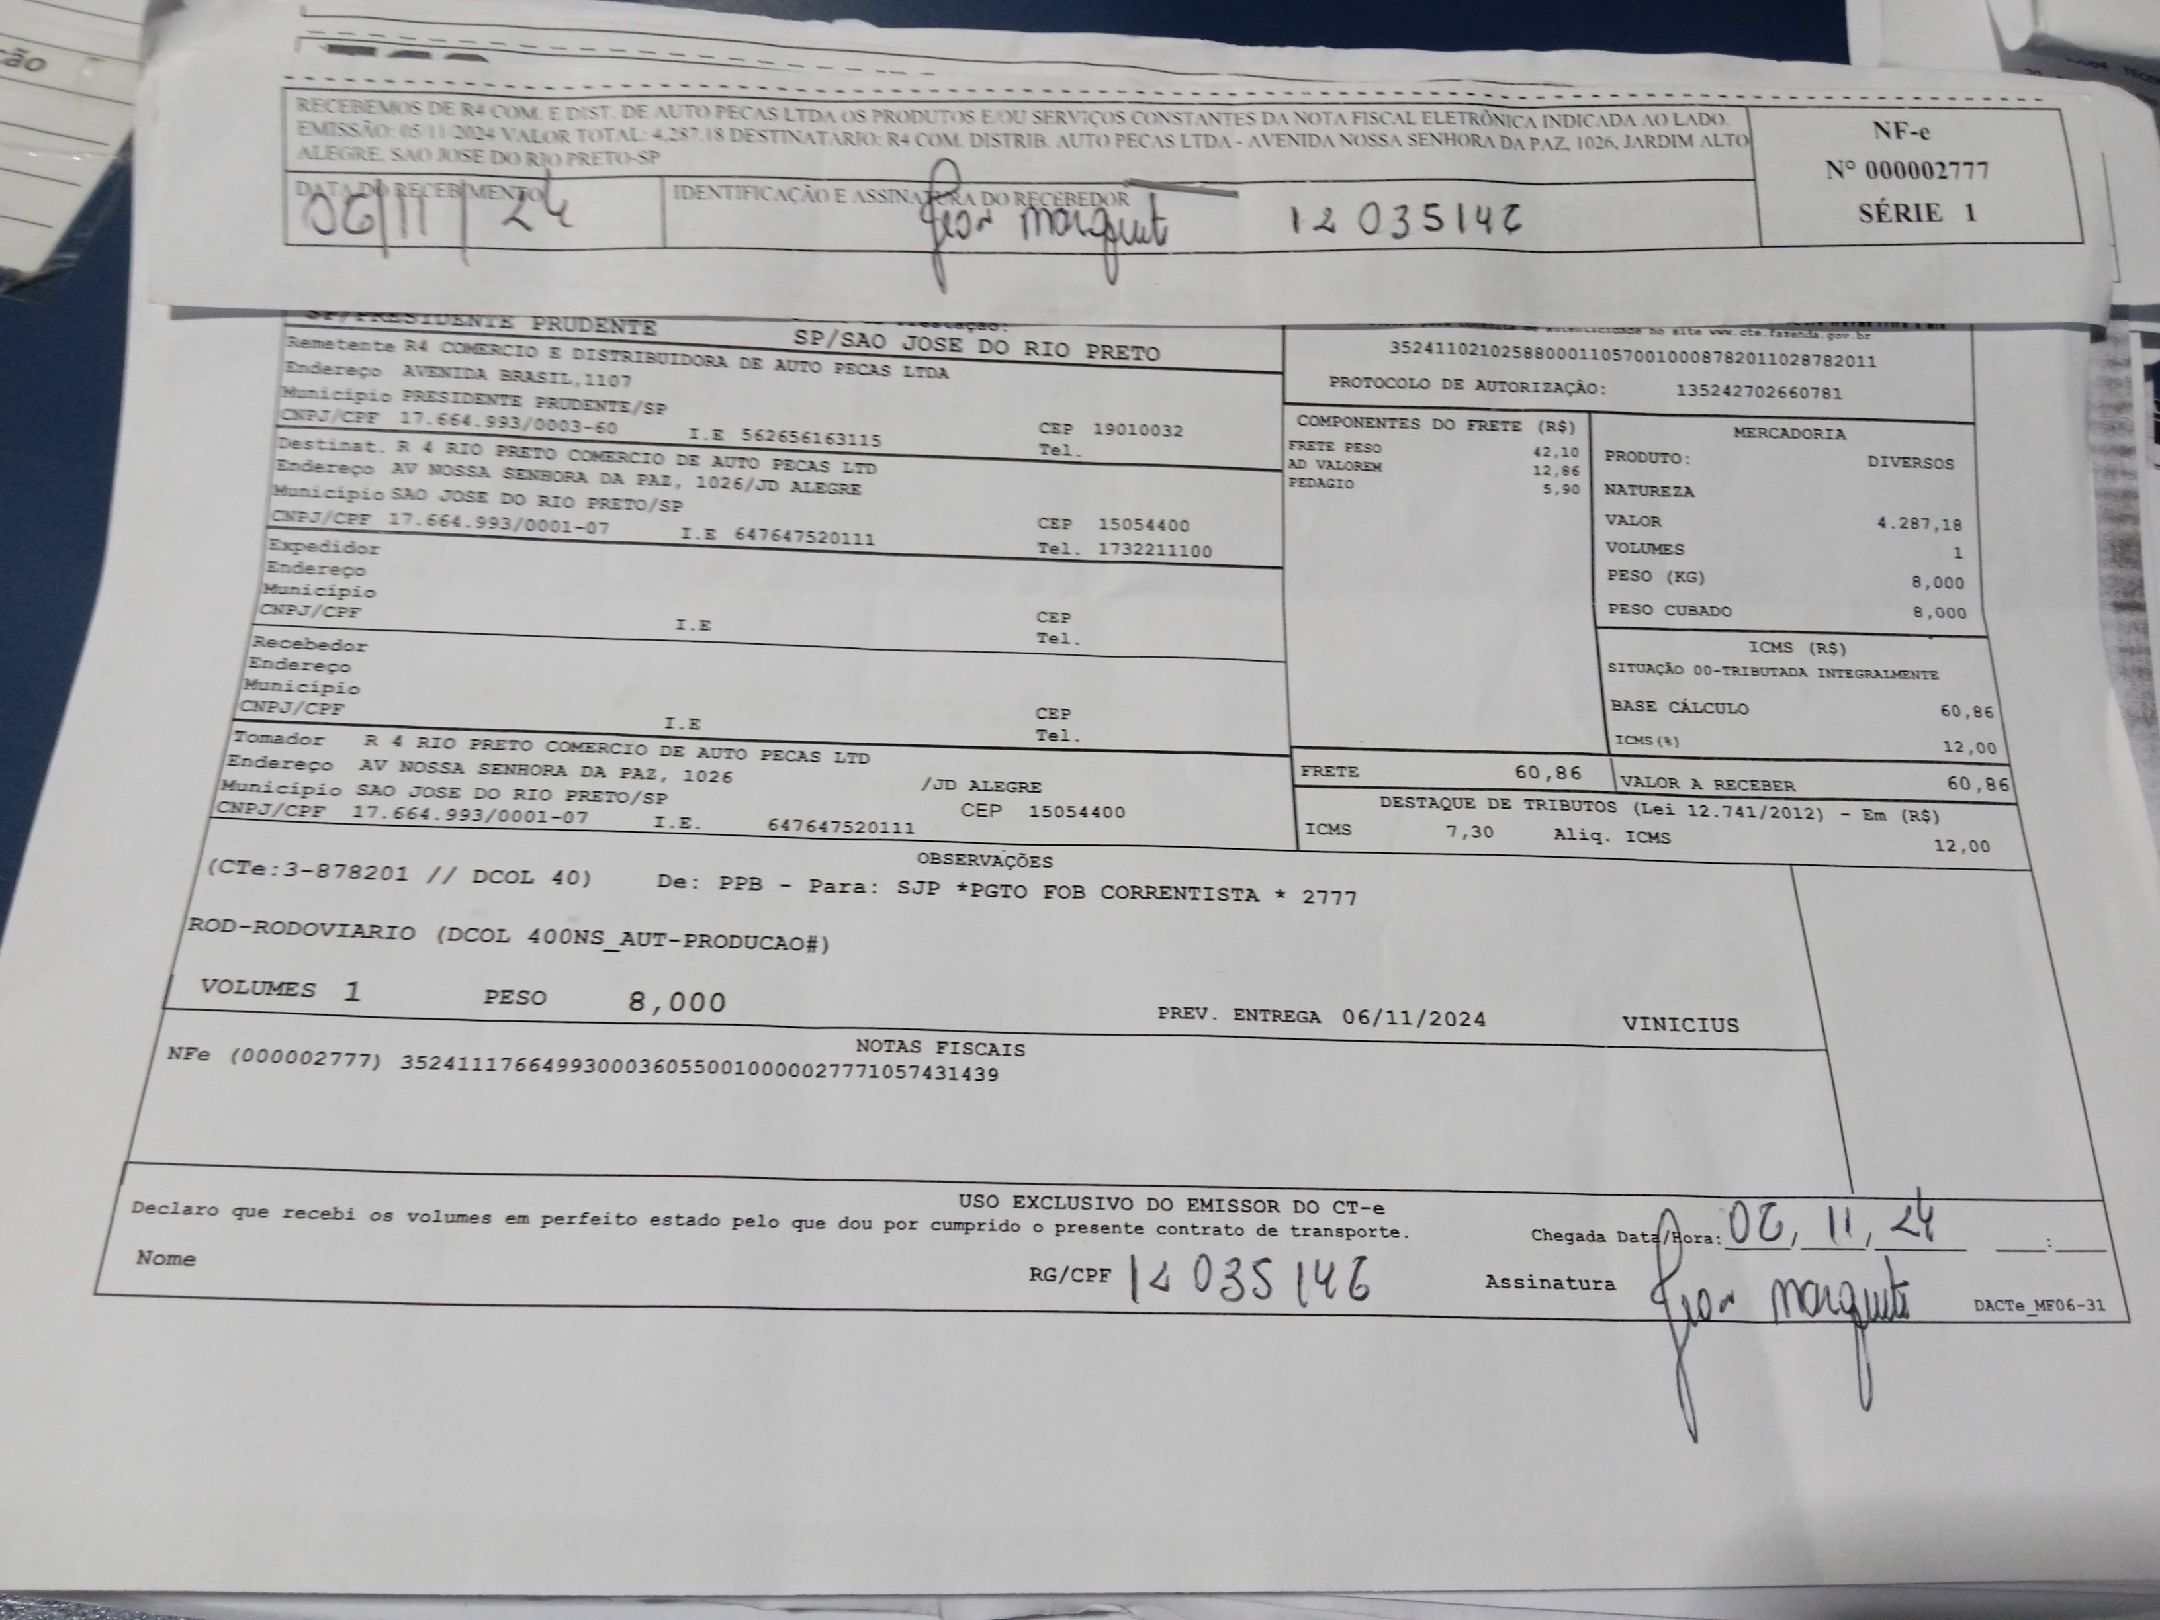 ão
RECEBEMOS DE R4 COM. E DIST. DE AUTO PECAS LTDA OS PRODUTOS E/OU SERVIÇOS CONSTANTES DA NOTA FISCAL ELETRÔNICA INDICADA AO LADO.
EMISSÃO: 05/11/2024 VALOR TOTAL: 4.287,18 DESTINATÁRIO: R4 COM. DISTRIB. AUTO PECAS LTDA - AVENIDA NOSSA SENHORA DA PAZ, 1026, JARDIM ALTO
ALEGRE, SAO JOSE DO RIO PRETO-SP
NF-e
Nº 000002777
SÉRIE 1
DATA DO RECEBIMENTO
06/11/24
IDENTIFICAÇÃO E ASSINATURA DO RECEBEDOR
12 035146
SP/PRESIDENTE PRUDENTE
SP/SAO JOSE DO RIO PRETO
autenticidade no site www.cte.fazenda.gov.br
35241102102588000110570010008782011028782011
PROTOCOLO DE AUTORIZAÇÃO: 135242702660781
Remetente R4 COMERCIO E DISTRIBUIDORA DE AUTO PECAS LTDA
Endereço AVENIDA BRASIL,1107
Município PRESIDENTE PRUDENTE/SP
CNPJ/CPF 17.664.993/0003-60 I.E 562656163115 CEP 19010032
Tel.
Destinat. R 4 RIO PRETO COMERCIO DE AUTO PECAS LTD
Endereço AV NOSSA SENHORA DA PAZ, 1026/JD ALEGRE
Município SAO JOSE DO RIO PRETO/SP
CNPJ/CPF 17.664.993/0001-07 I.E 647647520111 CEP 15054400
Tel. 1732211100
Expedidor
Endereço
Município
CNPJ/CPF I.E CEP
Tel.
Recebedor
Endereço
Município
CNPJ/CPF I.E CEP
Tel.
Tomador R 4 RIO PRETO COMERCIO DE AUTO PECAS LTD
Endereço AV NOSSA SENHORA DA PAZ, 1026 /JD ALEGRE
Município SAO JOSE DO RIO PRETO/SP CEP 15054400
CNPJ/CPF 17.664.993/0001-07 I.E. 647647520111
COMPONENTES DO FRETE (R$)
FRETE PESO 42,10
AD VALOREM 12,86
PEDAGIO 5,90
MERCADORIA
PRODUTO: DIVERSOS
NATUREZA
VALOR 4.287,18
VOLUMES 1
PESO (KG) 8,000
PESO CUBADO 8,000
ICMS (R$)
SITUAÇÃO 00-TRIBUTADA INTEGRALMENTE
BASE CÁLCULO 60,86
ICMS(%) 12,00
FRETE 60,86 VALOR A RECEBER 60,86
DESTAQUE DE TRIBUTOS (Lei 12.741/2012) - Em (R$)
ICMS 7,30 Aliq. ICMS 12,00
OBSERVAÇÕES
(CTe:3-878201 // DCOL 40) De: PPB - Para: SJP *PGTO FOB CORRENTISTA * 2777
ROD-RODOVIARIO (DCOL 400NS_AUT-PRODUCAO#)
VOLUMES 1 PESO 8,000 PREV. ENTREGA 06/11/2024 VINICIUS
NOTAS FISCAIS
NFe (000002777) 35241117664993000360550010000027771057431439
USO EXCLUSIVO DO EMISSOR DO CT-e
Declaro que recebi os volumes em perfeito estado pelo que dou por cumprido o presente contrato de transporte.
Chegada Data/Hora: 06/11/24 __:__
Nome RG/CPF 12 035 146 Assinatura
DACTe_MF06-31